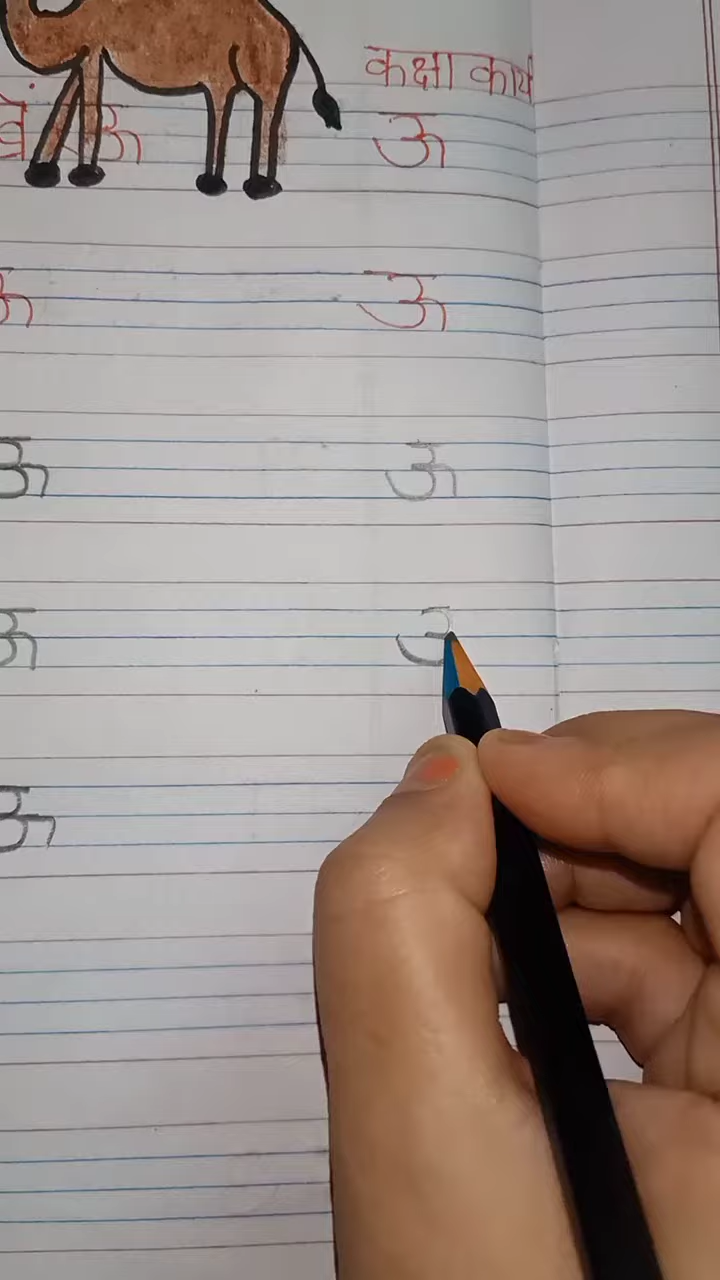 कक्षा कार्य
ऊ ऊ
ऊ ऊ
ऊ ऊ
ऊ उ
ऊ